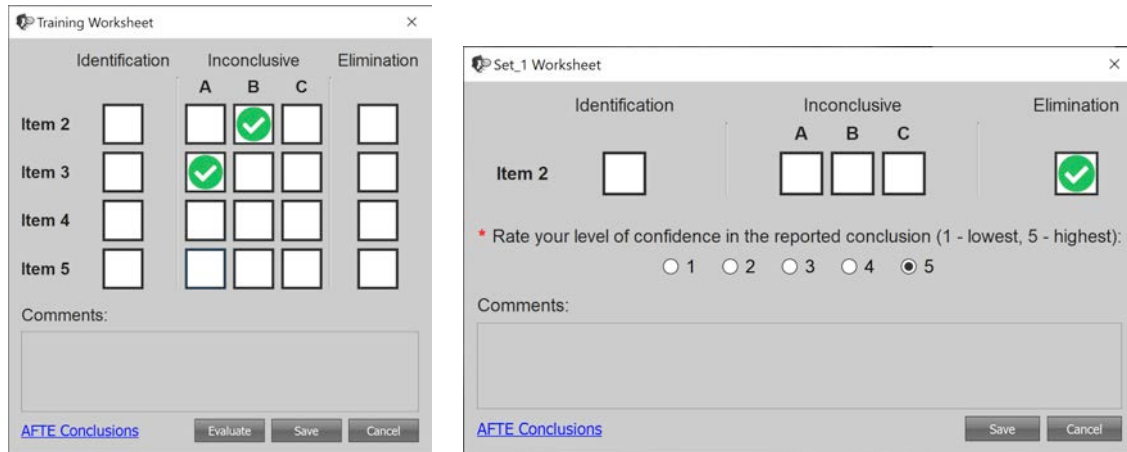 Training Worksheet
Identification Inconclusive Elimination
A B C
Item 2
Item 3
Item 4
Item 5
Comments:
AFTE Conclusions Evaluate Save Cancel
Set_1 Worksheet
Identification Inconclusive Elimination
A B C
Item 2
* Rate your level of confidence in the reported conclusion (1 - lowest, 5 - highest):
1 2 3 4 5
Comments:
AFTE Conclusions Save Cancel